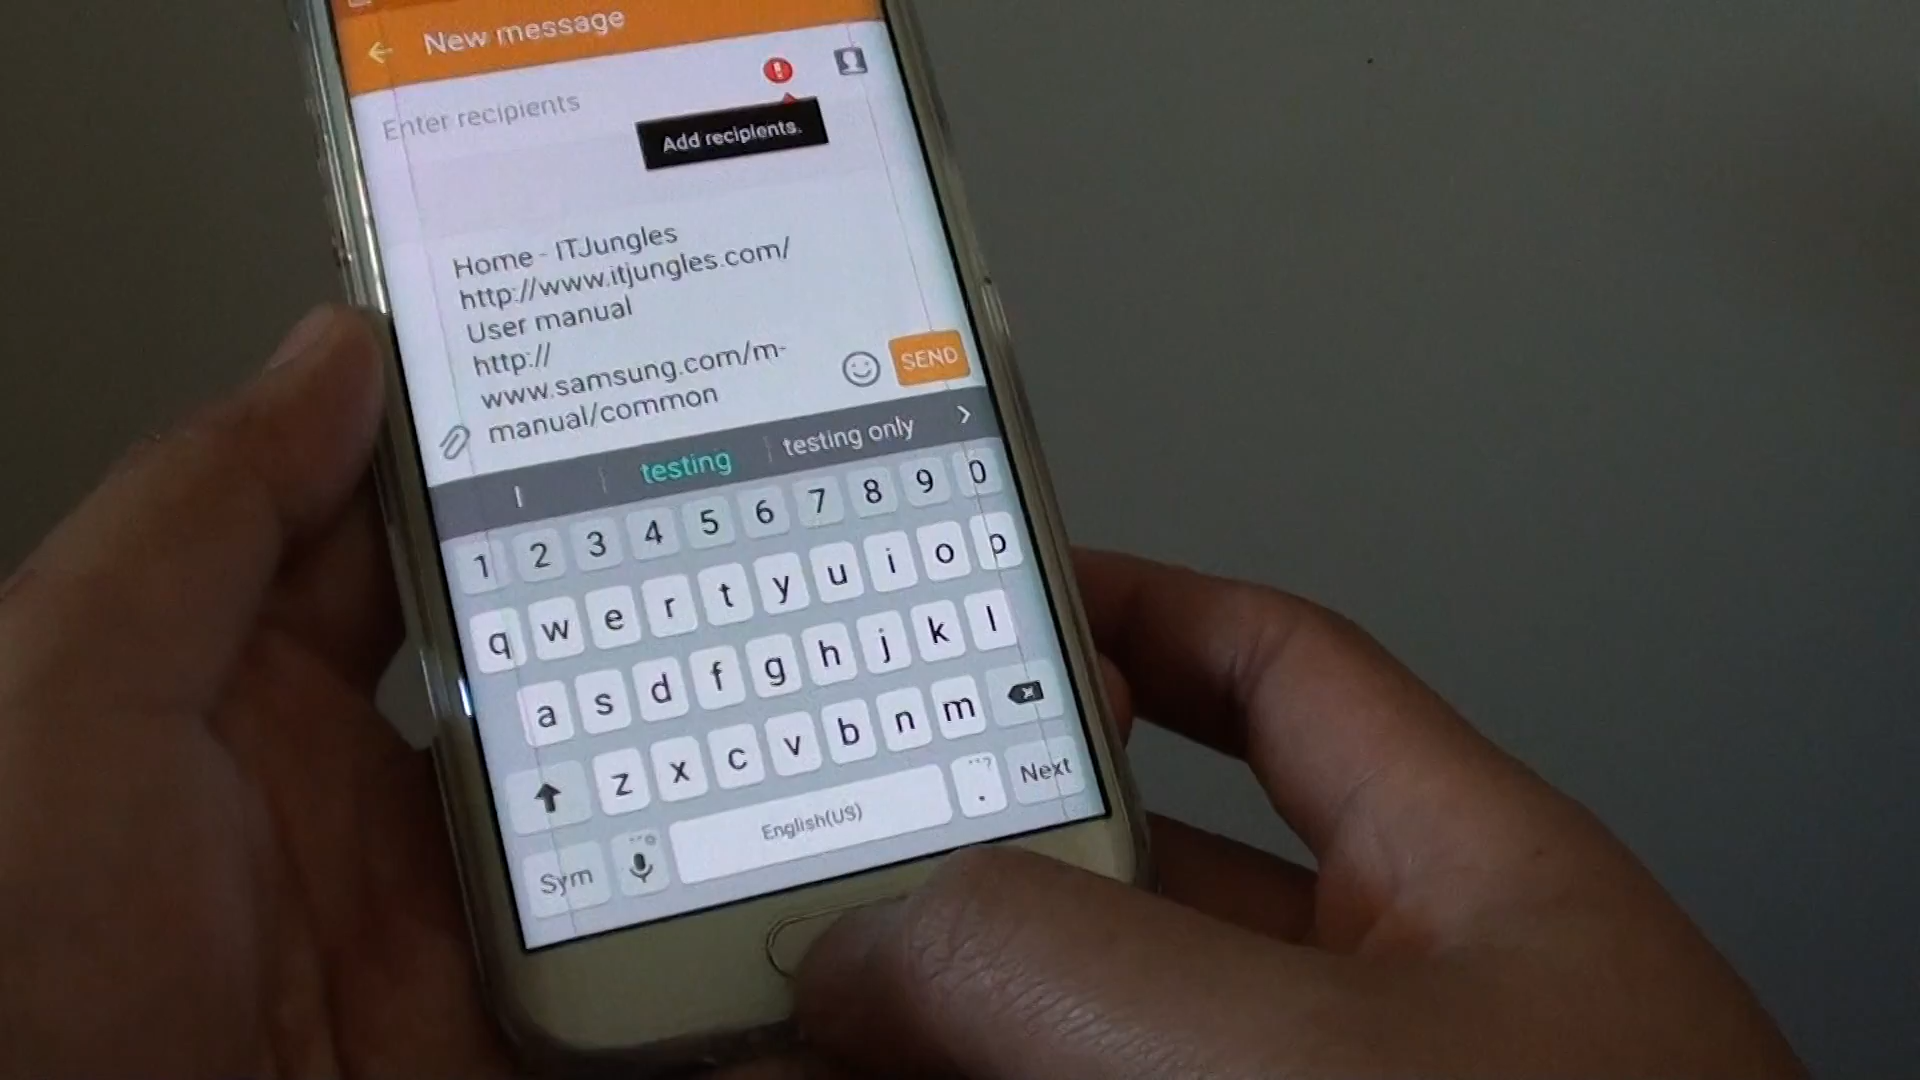 New message
Enter recipients
Add recipients.
Home - ITJungles
http://www.itjungles.com/
User manual
http://
www.samsung.com/m-
manual/common
SEND
I testing testing only
1 2 3 4 5 6 7 8 9 0
q w e r t y u i o p
a s d f g h j k l
z x c v b n m
Sym English(US) . Next